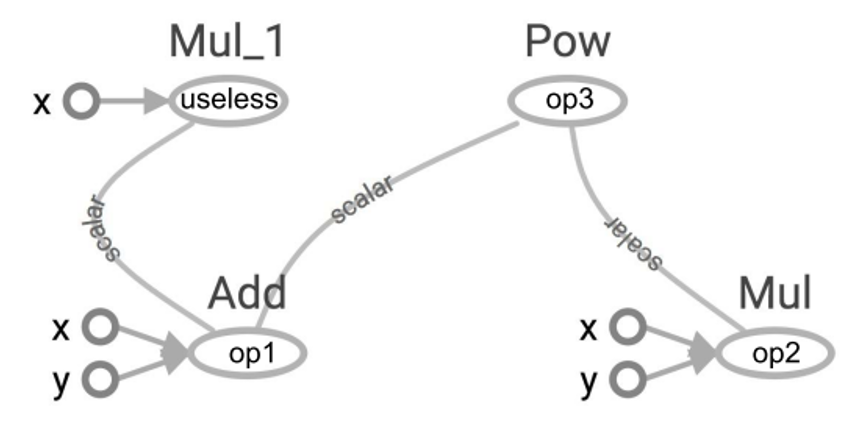 Mul_1 Pow
x useless op3
scalar scalar scalar
Add Mul
x x
op1 op2
y y